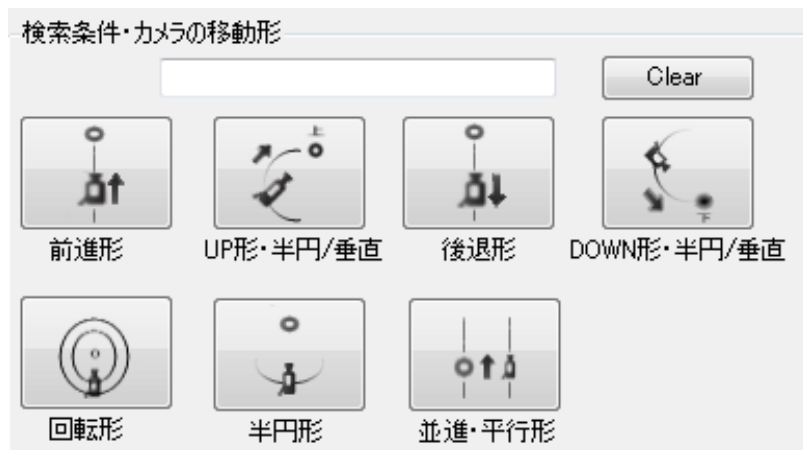 検索条件・カメラの移動形
Clear
上
下
前進形
UP形・半円/垂直
後退形
DOWN形・半円/垂直
回転形
半円形
並進・平行形